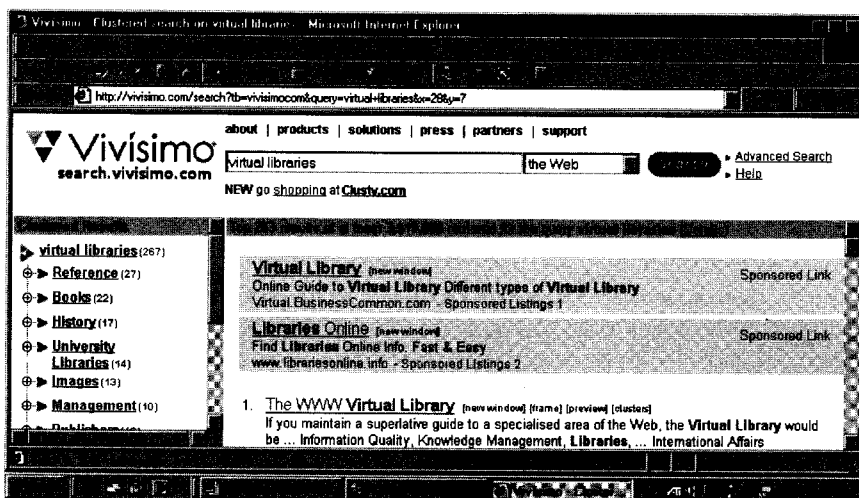 Vivísimo - Clustered search on virtual libraries - Microsoft Internet Explorer
http://vivisimo.com/search?tb=vivisimocom&query=virtual+libraries&x=28&y=7
about | products | solutions | press | partners | support
Vivísimo
search.vivisimo.com
virtual libraries the Web Search
Advanced Search
Help
NEW go shopping at Clusty.com
Clustered Results
virtual libraries (267)
Reference (27)
Books (22)
History (17)
University
Libraries (14)
Images (13)
Management (10)
Virtual Library [new window] Sponsored Link
Online Guide to Virtual Library Different types of Virtual Library
Virtual.BusinessCommon.com - Sponsored Listings 1
Libraries Online [new window] Sponsored Link
Find Libraries Online Info. Fast & Easy
www.librariesonline.info - Sponsored Listings 2
1. The WWW Virtual Library [new window] [frame] [preview] [clusters]
If you maintain a superlative guide to a specialised area of the Web, the Virtual Library would
be ... Information Quality, Knowledge Management, Libraries, ... International Affairs